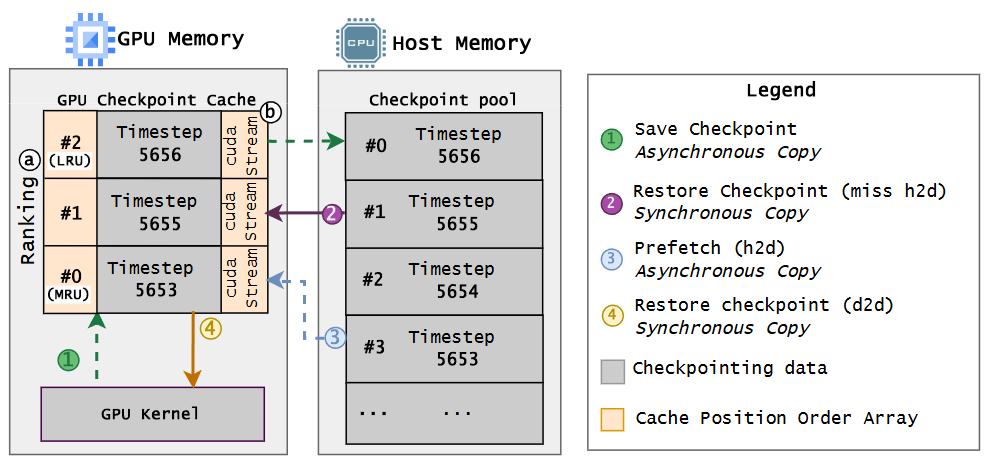 GPU Memory
CPU
Host Memory
GPU Checkpoint Cache
b
Ranking a
#2
(LRU)
Timestep
5656
cuda
Stream
#1
Timestep
5655
cuda
Stream
#0
(MRU)
Timestep
5653
cuda
Stream
1
4
GPU Kernel
Checkpoint pool
#0
Timestep
5656
2
#1
Timestep
5655
#2
Timestep
5654
3
#3
Timestep
5653
...
...
Legend
1
Save Checkpoint
Asynchronous Copy
2
Restore Checkpoint (miss h2d)
Synchronous Copy
3
Prefetch (h2d)
Asynchronous Copy
4
Restore checkpoint (d2d)
Synchronous Copy
Checkpointing data
Cache Position Order Array